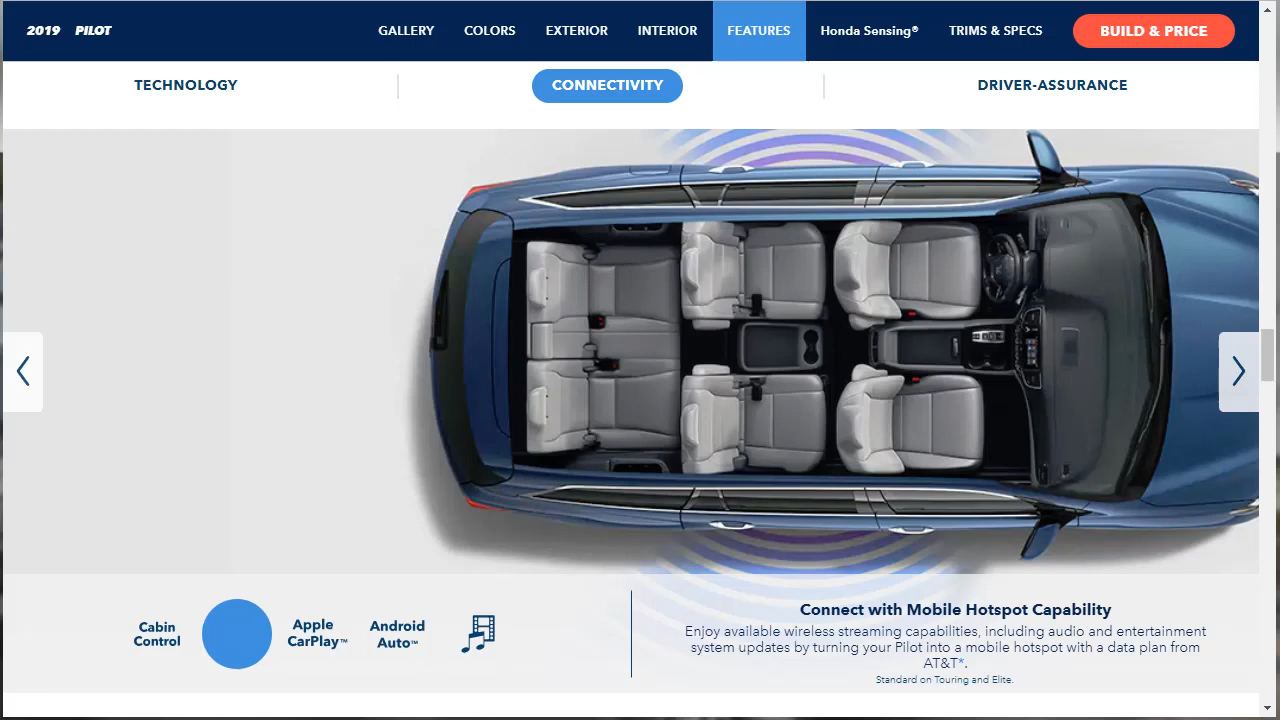 2019 PILOT
GALLERY
COLORS
EXTERIOR
INTERIOR
FEATURES
Honda Sensing®
TRIMS & SPECS
BUILD & PRICE
TECHNOLOGY
CONNECTIVITY
DRIVER-ASSURANCE
Cabin
Control
Apple
CarPlay™
Android
Auto™
Connect with Mobile Hotspot Capability
Enjoy available wireless streaming capabilities, including audio and entertainment
system updates by turning your Pilot into a mobile hotspot with a data plan from
AT&T*.
Standard on Touring and Elite.